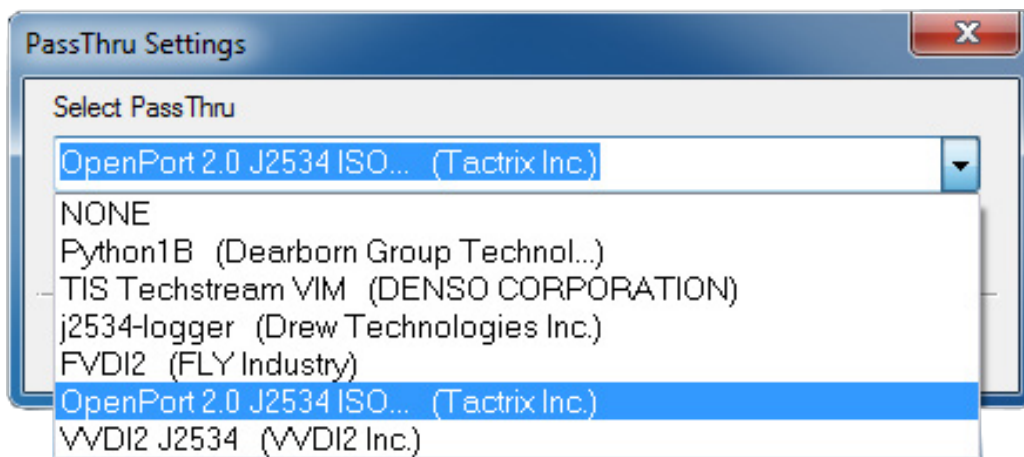 PassThru Settings
Select PassThru
OpenPort 2.0 J2534 ISO... (Tactrix Inc.)
NONE
Python1B (Dearborn Group Technol...)
TIS Techstream VIM (DENSO CORPORATION)
j2534-logger (Drew Technologies Inc.)
FVDI2 (FLY Industry)
OpenPort 2.0 J2534 ISO... (Tactrix Inc.)
VVDI2 J2534 (VVDI2 Inc.)